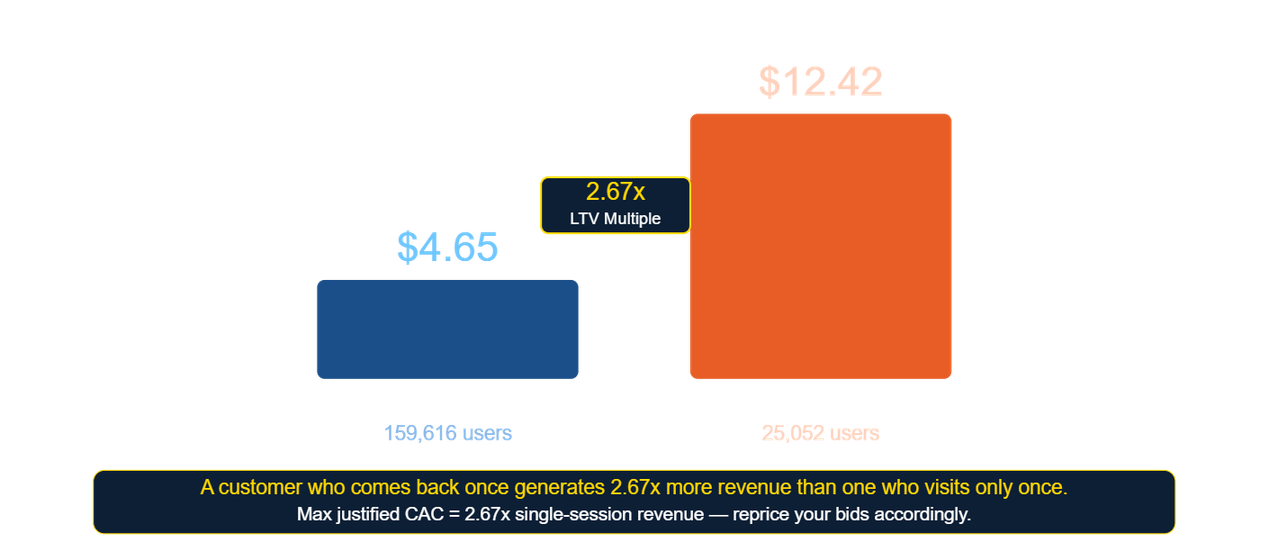 $12.42
2.67x
LTV Multiple
$4.65
159,616 users
25,052 users
A customer who comes back once generates 2.67x more revenue than one who visits only once.
Max justified CAC = 2.67x single-session revenue — reprice your bids accordingly.